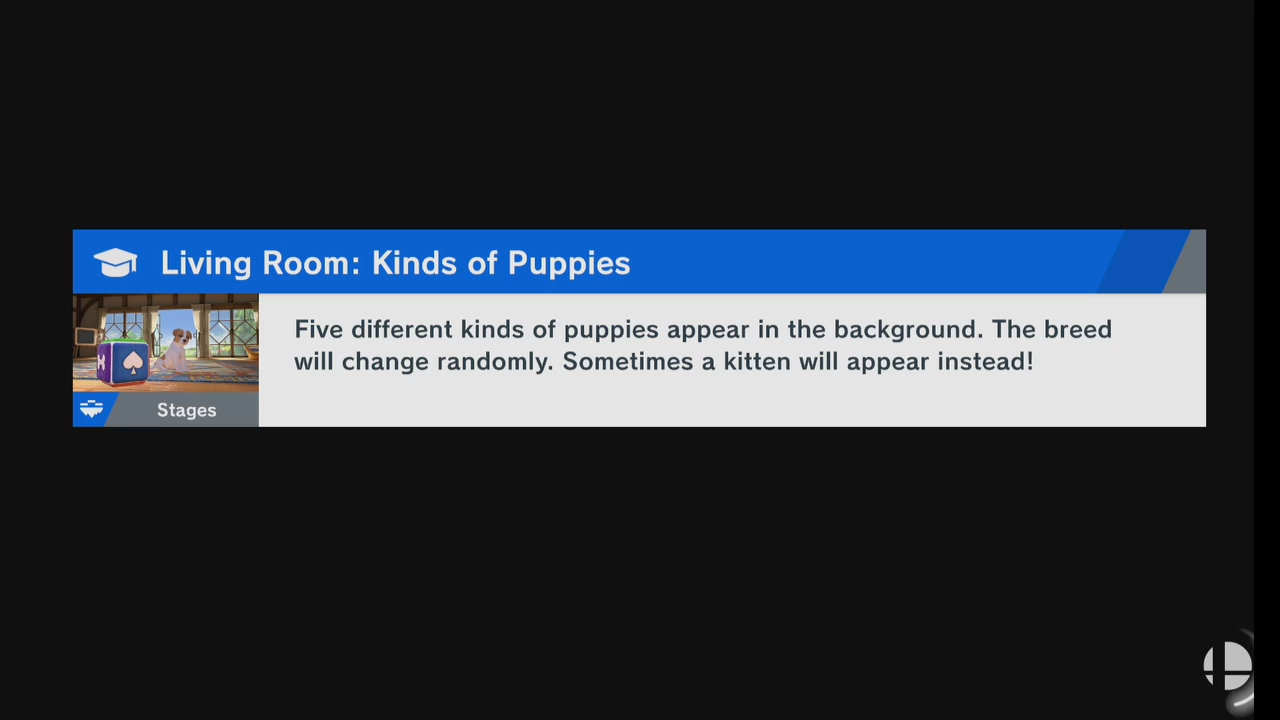 Living Room: Kinds of Puppies
Five different kinds of puppies appear in the background. The breed
will change randomly. Sometimes a kitten will appear instead!
Stages